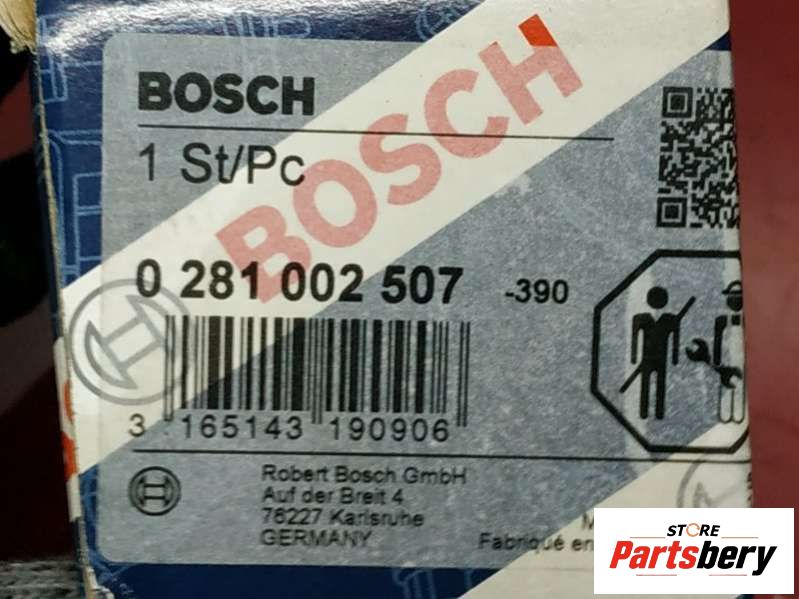 BOSCH
BOSCH
1 St/Pc
0 281 002 507 -390
3 165143 190906
Robert Bosch GmbH
Auf der Breit 4
76227 Karlsruhe
GERMANY
Fabriqué en
STORE
Partsbery